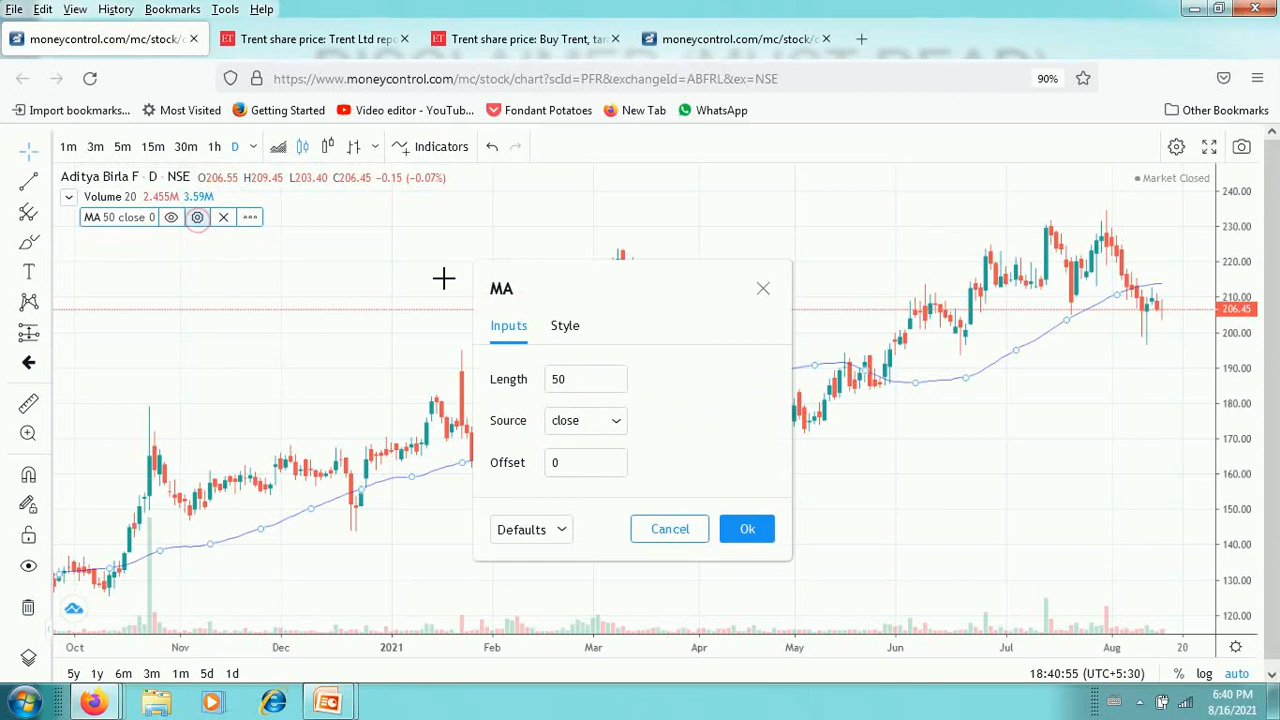 File Edit View History Bookmarks Tools Help
moneycontrol.com/mc/stock/c × Trent share price: Trent Ltd repo × Trent share price: Buy Trent, tar × moneycontrol.com/mc/stock/c × +
https://www.moneycontrol.com/mc/stock/chart?scId=PFR&exchangeId=ABFRL&ex=NSE 90%
Import bookmarks... Most Visited Firefox Getting Started Video editor - YouTub... Fondant Potatoes New Tab WhatsApp Other Bookmarks
1m 3m 5m 15m 30m 1h D Indicators
Aditya Birla F · D · NSE O206.55 H209.45 L203.40 C206.45 −0.15 (−0.07%) Market Closed
Volume 20 2.455M 3.59M
MA 50 close 0
240.00
230.00
220.00
210.00
206.45
200.00
190.00
180.00
170.00
160.00
150.00
140.00
130.00
120.00
MA
Inputs Style
Length 50
Source close
Offset 0
Defaults Cancel Ok
Oct Nov Dec 2021 Feb Mar Apr May Jun Jul Aug 20
5y 1y 6m 3m 1m 5d 1d 18:40:55 (UTC+5:30) % log auto
6:40 PM
8/16/2021